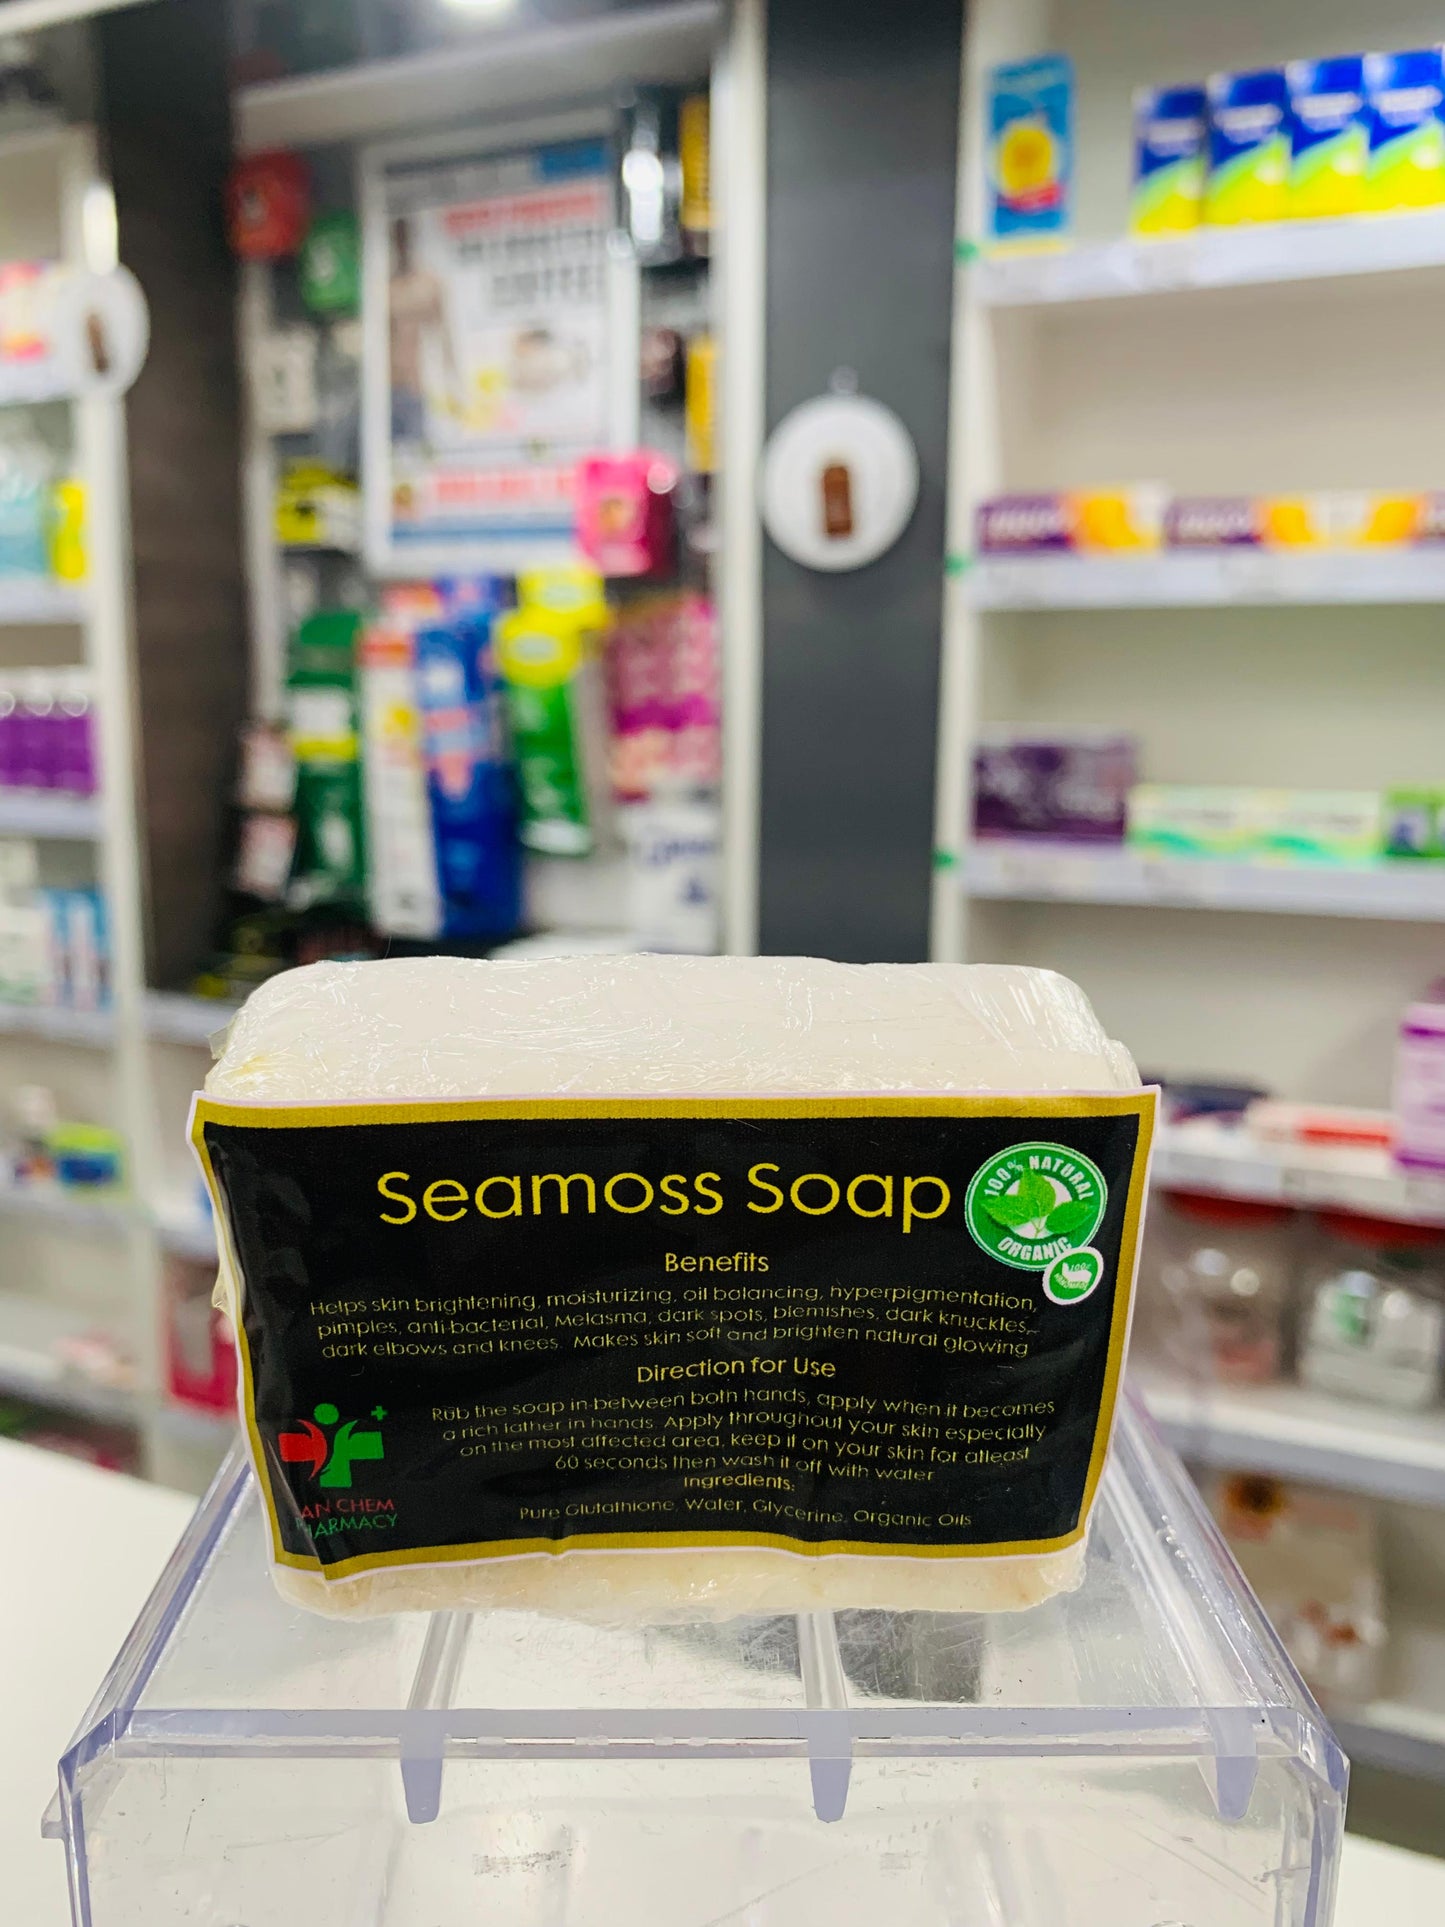 Seamoss Soap
100% NATURAL
ORGANIC
100%
Benefits
Helps skin brightening, moisturizing, oil balancing, hyperpigmentation,
pimples, anti-bacterial, Melasma, dark spots, blemishes, dark knuckles,
dark elbows and knees. Makes skin soft and brighten natural glowing
Direction for Use
Rub the soap in-between both hands, apply when it becomes
a rich lather in hands. Apply throughout your skin especially
on the most affected area, keep it on your skin for atleast
60 seconds then wash it off with water
Ingredients:
Pure Glutathione, Water, Glycerine, Organic Oils
AN CHEM
HARMACY